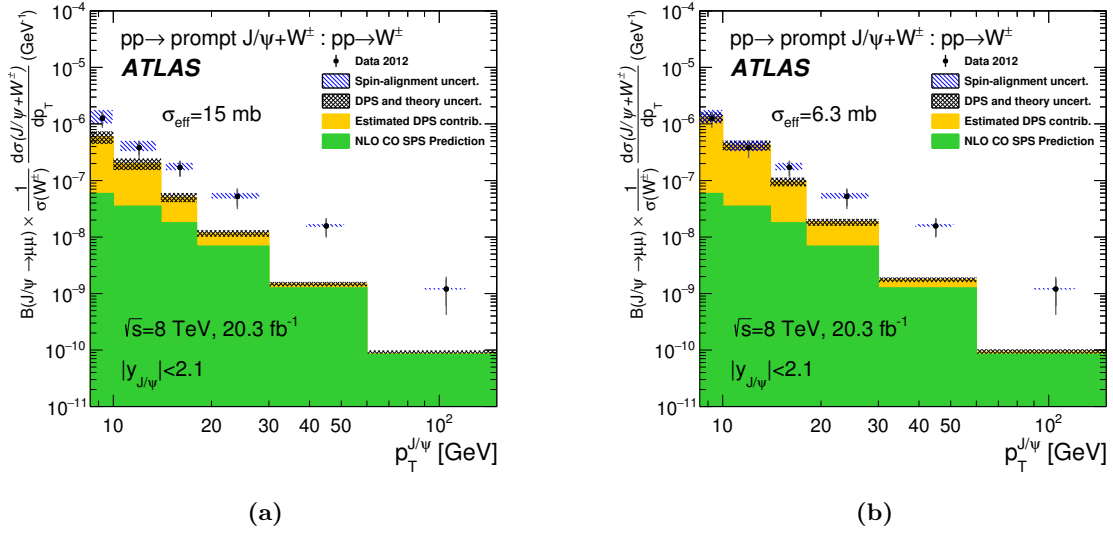 pp→ prompt J/ψ+W± : pp→W±
ATLAS
Data 2012
Spin-alignment uncert.
DPS and theory uncert.
Estimated DPS contrib.
NLO CO SPS Prediction
σeff=15 mb
√s=8 TeV, 20.3 fb-1
|yJ/ψ|<2.1
B(J/ψ →μμ) × 1/σ(W±) dσ(J/ψ+W±)/dpT (GeV-1)
10-4
10-5
10-6
10-7
10-8
10-9
10-10
10-11
10 20 30 40 50 102
pTJ/ψ [GeV]
(a)
pp→ prompt J/ψ+W± : pp→W±
ATLAS
Data 2012
Spin-alignment uncert.
DPS and theory uncert.
Estimated DPS contrib.
NLO CO SPS Prediction
σeff=6.3 mb
√s=8 TeV, 20.3 fb-1
|yJ/ψ|<2.1
B(J/ψ →μμ) × 1/σ(W±) dσ(J/ψ+W±)/dpT (GeV-1)
10-4
10-5
10-6
10-7
10-8
10-9
10-10
10-11
10 20 30 40 50 102
pTJ/ψ [GeV]
(b)